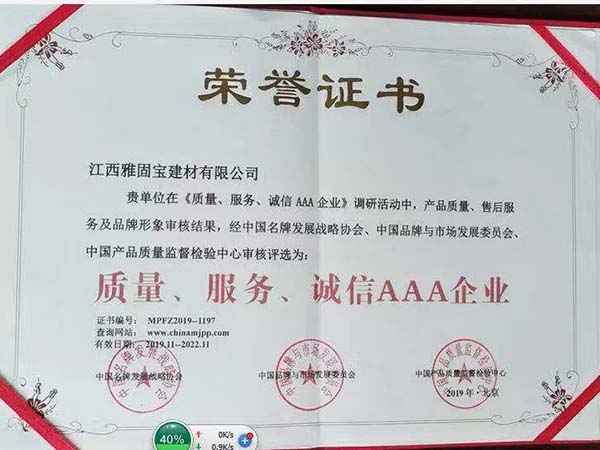 荣誉证书
江西雅固宝建材有限公司
贵单位在《质量、服务、诚信 AAA 企业》调研活动中，产品质量、售后服
务及品牌形象审核结果，经中国名牌发展战略协会、中国品牌与市场发展委员会、
中国产品质量监督检验中心审核评选为：
质量、服务、诚信AAA企业
证书编号： MPFZ2019--1197
查询网站：www.chinamjpp.com
有效日期：2019.11--2022.11
中国名牌发展战略协会
中国品牌与市场发展委员会
中国产品质量监督检验中心
2019 年 · 北京
40%
0K/s
0.9K/s